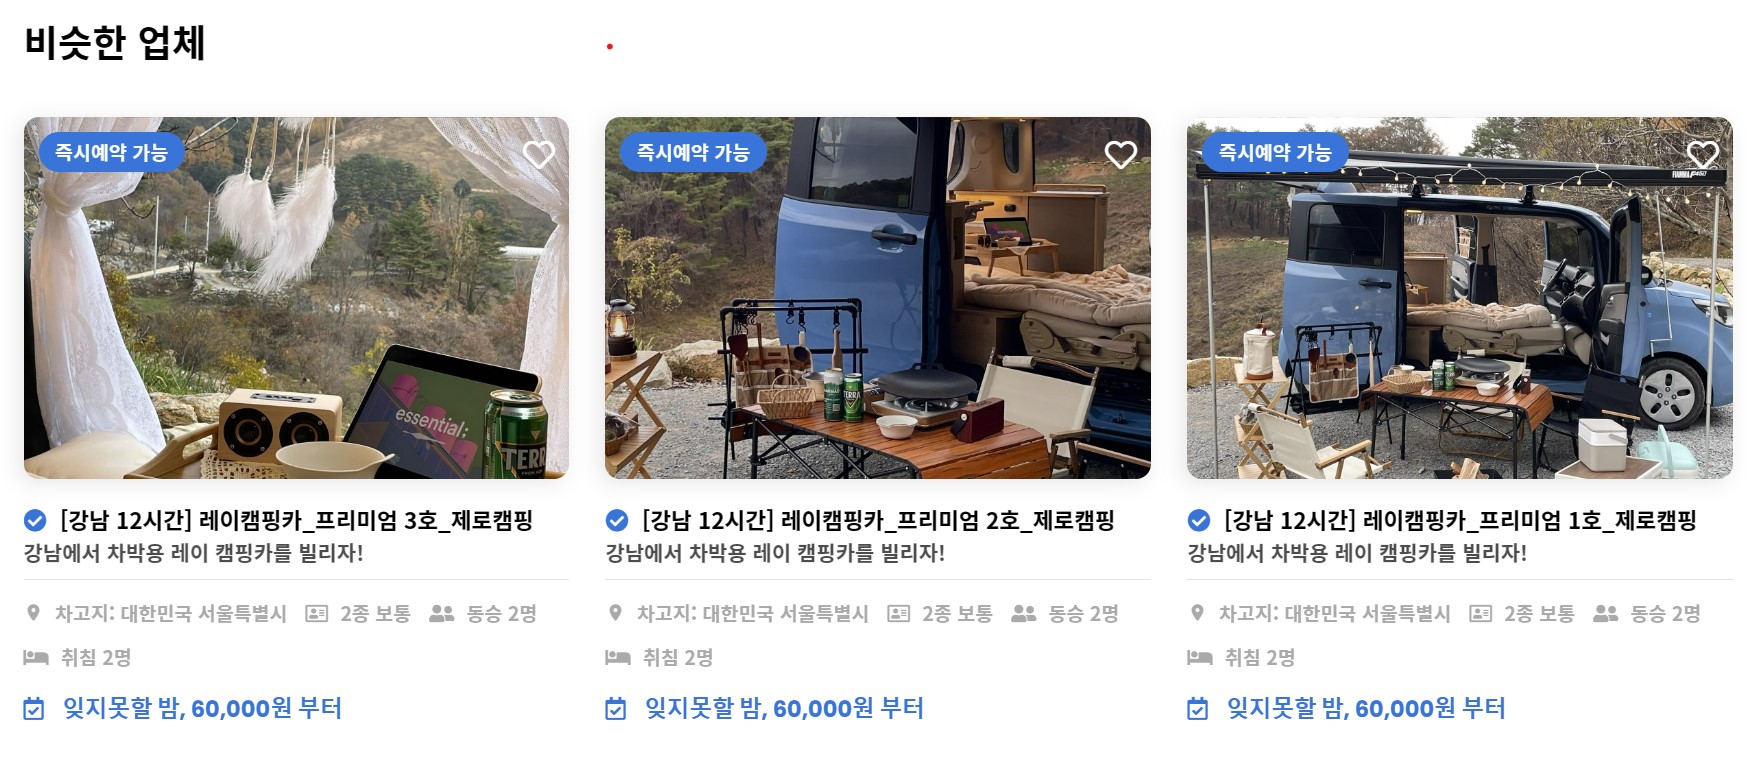 비슷한 업체
즉시예약 가능
essential;
TERR
[강남 12시간] 레이캠핑카_프리미엄 3호_제로캠핑
강남에서 차박용 레이 캠핑카를 빌리자!
차고지: 대한민국 서울특별시 2종 보통 동승 2명
취침 2명
잊지못할 밤, 60,000원 부터
즉시예약 가능
TERRA
[강남 12시간] 레이캠핑카_프리미엄 2호_제로캠핑
강남에서 차박용 레이 캠핑카를 빌리자!
차고지: 대한민국 서울특별시 2종 보통 동승 2명
취침 2명
잊지못할 밤, 60,000원 부터
즉시예약 가능
FIAMMA F45S
[강남 12시간] 레이캠핑카_프리미엄 1호_제로캠핑
강남에서 차박용 레이 캠핑카를 빌리자!
차고지: 대한민국 서울특별시 2종 보통 동승 2명
취침 2명
잊지못할 밤, 60,000원 부터